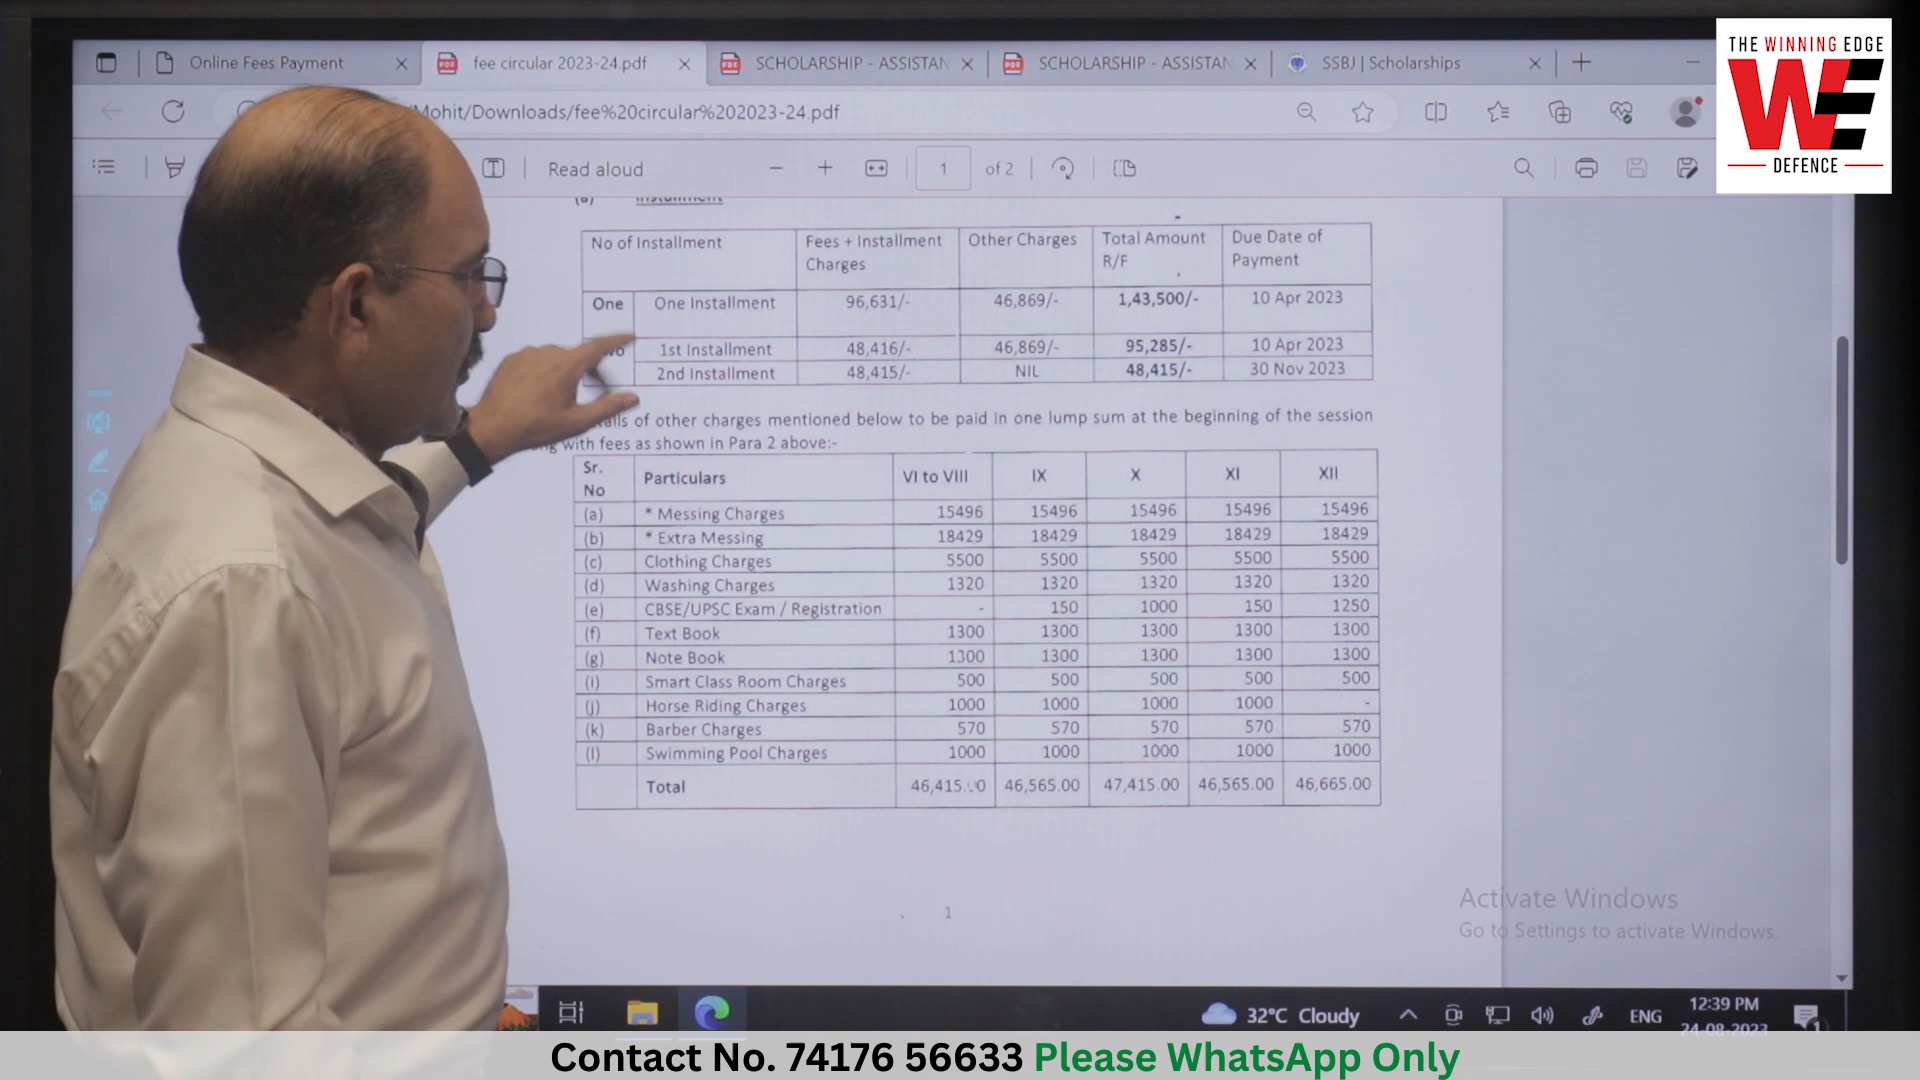 Online Fees Payment
fee circular 2023-24.pdf
SCHOLARSHIP - ASSISTAN
SCHOLARSHIP - ASSISTAN
SSBJ | Scholarships
THE WINNING EDGE
WE
DEFENCE
Mohit/Downloads/fee%20circular%202023-24.pdf
Read aloud
1 of 2
(a) Installment
No of Installment | Fees + Installment Charges | Other Charges | Total Amount R/F | Due Date of Payment
One | One Installment | 96,631/- | 46,869/- | 1,43,500/- | 10 Apr 2023
1st Installment | 48,416/- | 46,869/- | 95,285/- | 10 Apr 2023
2nd Installment | 48,415/- | NIL | 48,415/- | 30 Nov 2023
of other charges mentioned below to be paid in one lump sum at the beginning of the session
with fees as shown in Para 2 above:-
Sr. No | Particulars | VI to VIII | IX | X | XI | XII
(a) | * Messing Charges | 15496 | 15496 | 15496 | 15496 | 15496
(b) | * Extra Messing | 18429 | 18429 | 18429 | 18429 | 18429
(c) | Clothing Charges | 5500 | 5500 | 5500 | 5500 | 5500
(d) | Washing Charges | 1320 | 1320 | 1320 | 1320 | 1320
(e) | CBSE/UPSC Exam / Registration | - | 150 | 1000 | 150 | 1250
(f) | Text Book | 1300 | 1300 | 1300 | 1300 | 1300
(g) | Note Book | 1300 | 1300 | 1300 | 1300 | 1300
(i) | Smart Class Room Charges | 500 | 500 | 500 | 500 | 500
(j) | Horse Riding Charges | 1000 | 1000 | 1000 | 1000 | -
(k) | Barber Charges | 570 | 570 | 570 | 570 | 570
(l) | Swimming Pool Charges | 1000 | 1000 | 1000 | 1000 | 1000
Total | 46,415.00 | 46,565.00 | 47,415.00 | 46,565.00 | 46,665.00
1
Activate Windows
Go to Settings to activate Windows.
32°C Cloudy
ENG
12:39 PM
24-08-2023
1
Contact No. 74176 56633 Please WhatsApp Only